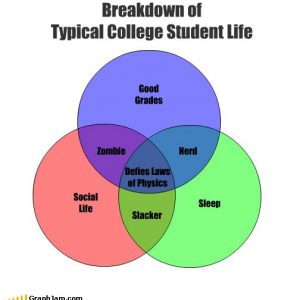 Breakdown of
Typical College Student Life
Good
Grades
Zombie
Nerd
Defies Laws
of Physics
Social
Life
Slacker
Sleep
GraphJam.com